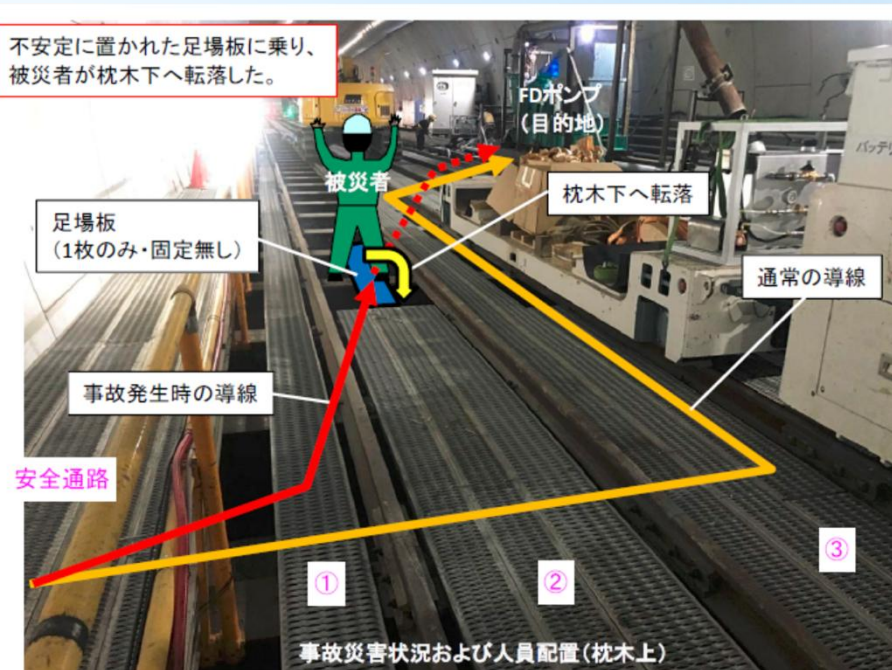 不安定に置かれた足場板に乗り、
被災者が枕木下へ転落した。
FDポンプ
（目的地）
バッテリ
被災者
枕木下へ転落
足場板
（1枚のみ・固定無し）
通常の導線
事故発生時の導線
安全通路
①
②
③
事故災害状況および人員配置（枕木上）